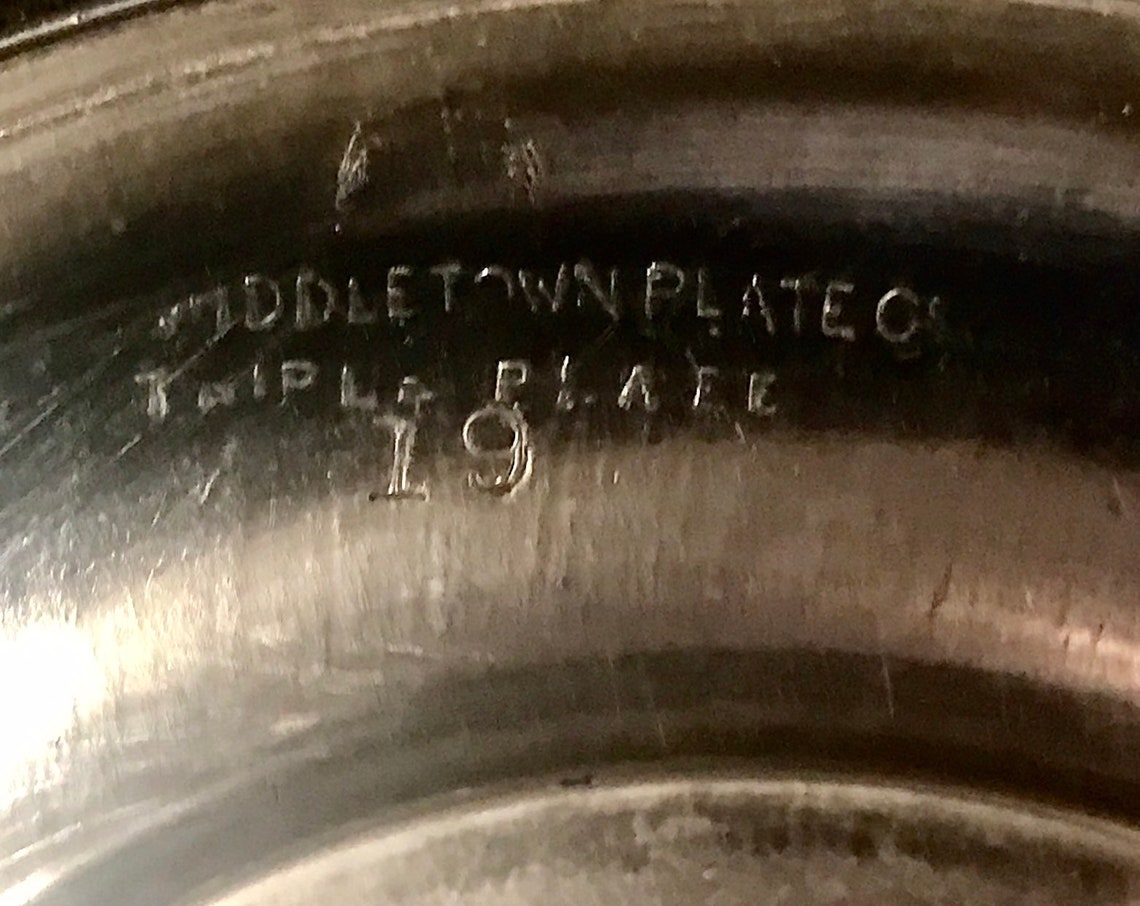 MIDDLETOWN PLATE Co
TRIPLE PLATE
19